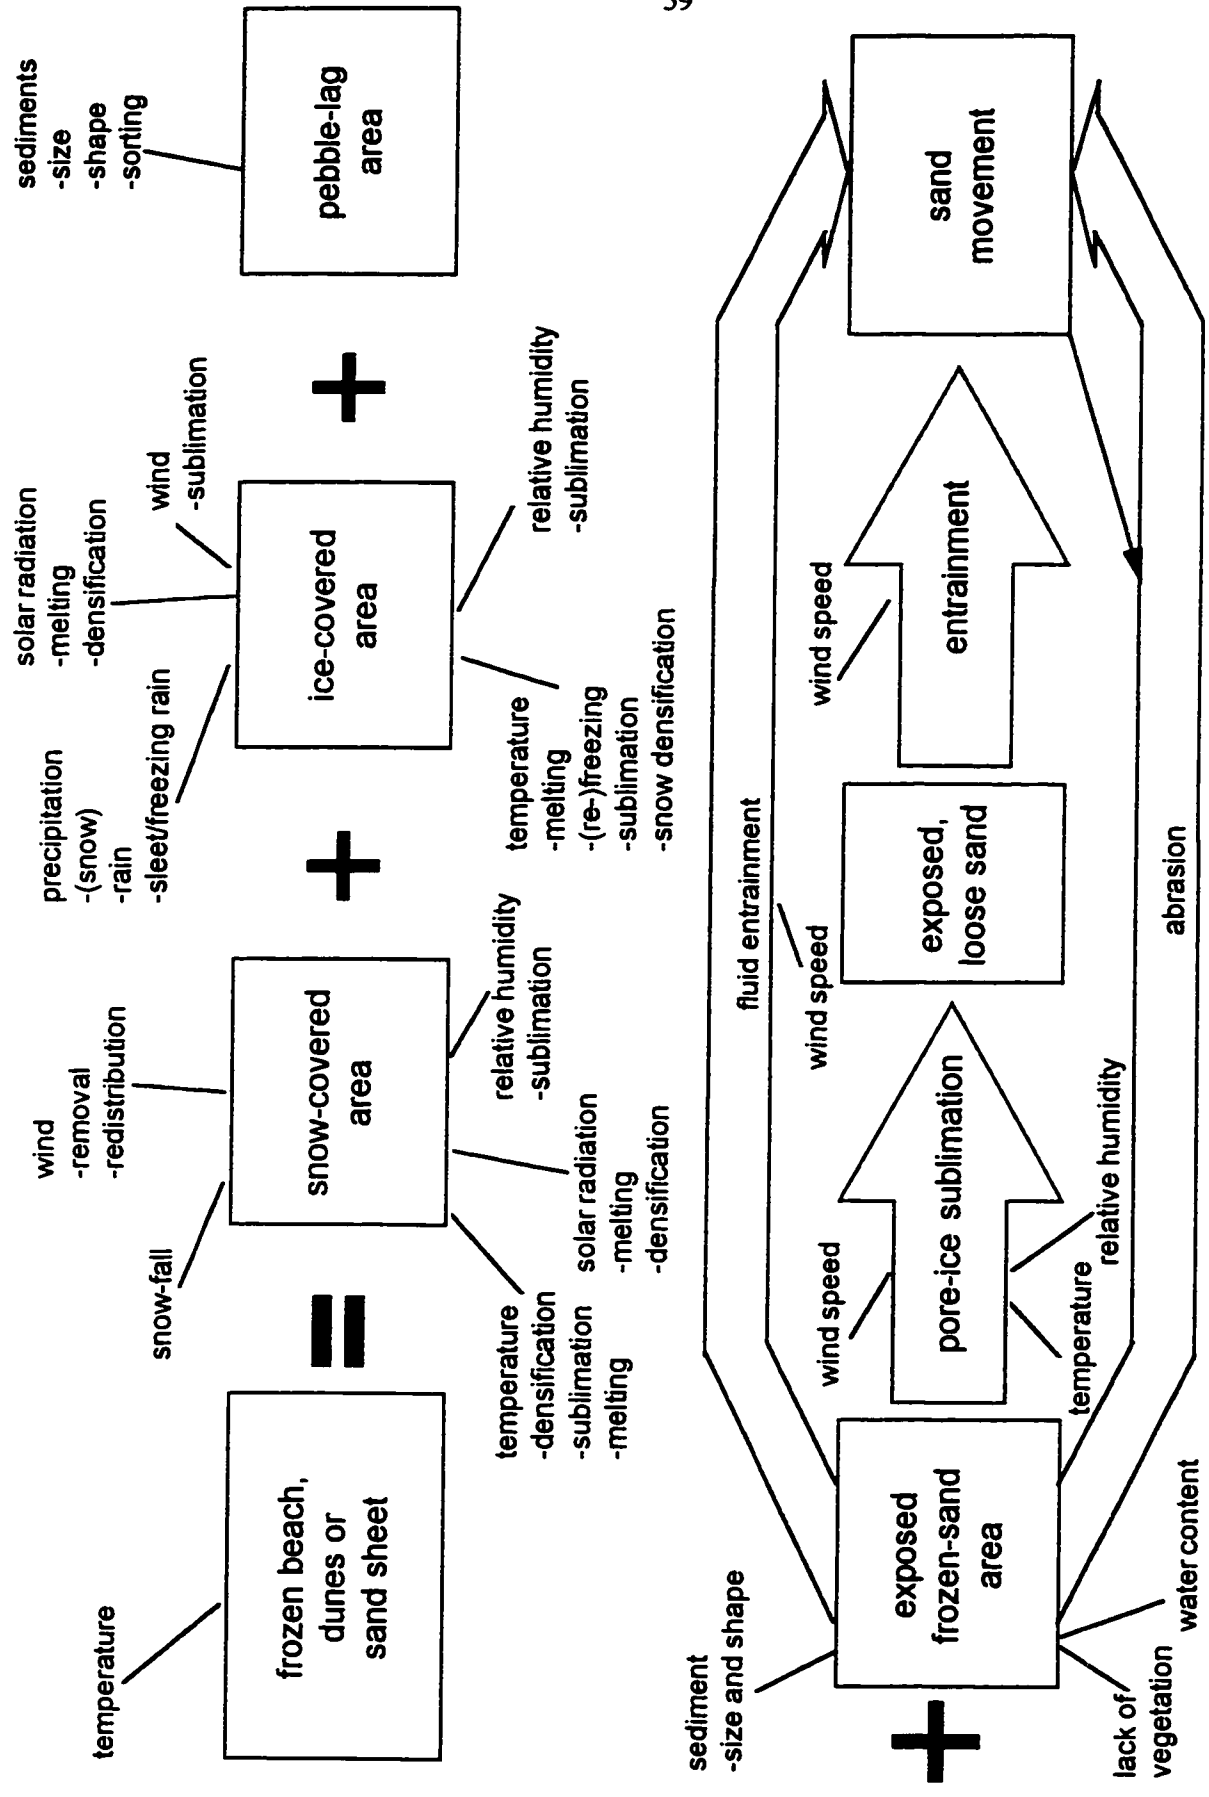 59
temperature
frozen beach,
dunes or
sand sheet
=
snow-fall
wind
-removal
-redistribution
snow-covered
area
temperature
-densification
-sublimation
-melting
solar radiation
-melting
-densification
relative humidity
-sublimation
+
precipitation
-(snow)
-rain
-sleet/freezing rain
solar radiation
-melting
-densification
wind
-sublimation
ice-covered
area
temperature
-melting
-(re-)freezing
-sublimation
-snow densification
relative humidity
-sublimation
+
sediments
-size
-shape
-sorting
pebble-lag
area
+
sediment
-size and shape
exposed
frozen-sand
area
lack of
vegetation
water content
wind speed
pore-ice sublimation
temperature
relative humidity
fluid entrainment
wind speed
exposed,
loose sand
wind speed
entrainment
abrasion
sand
movement